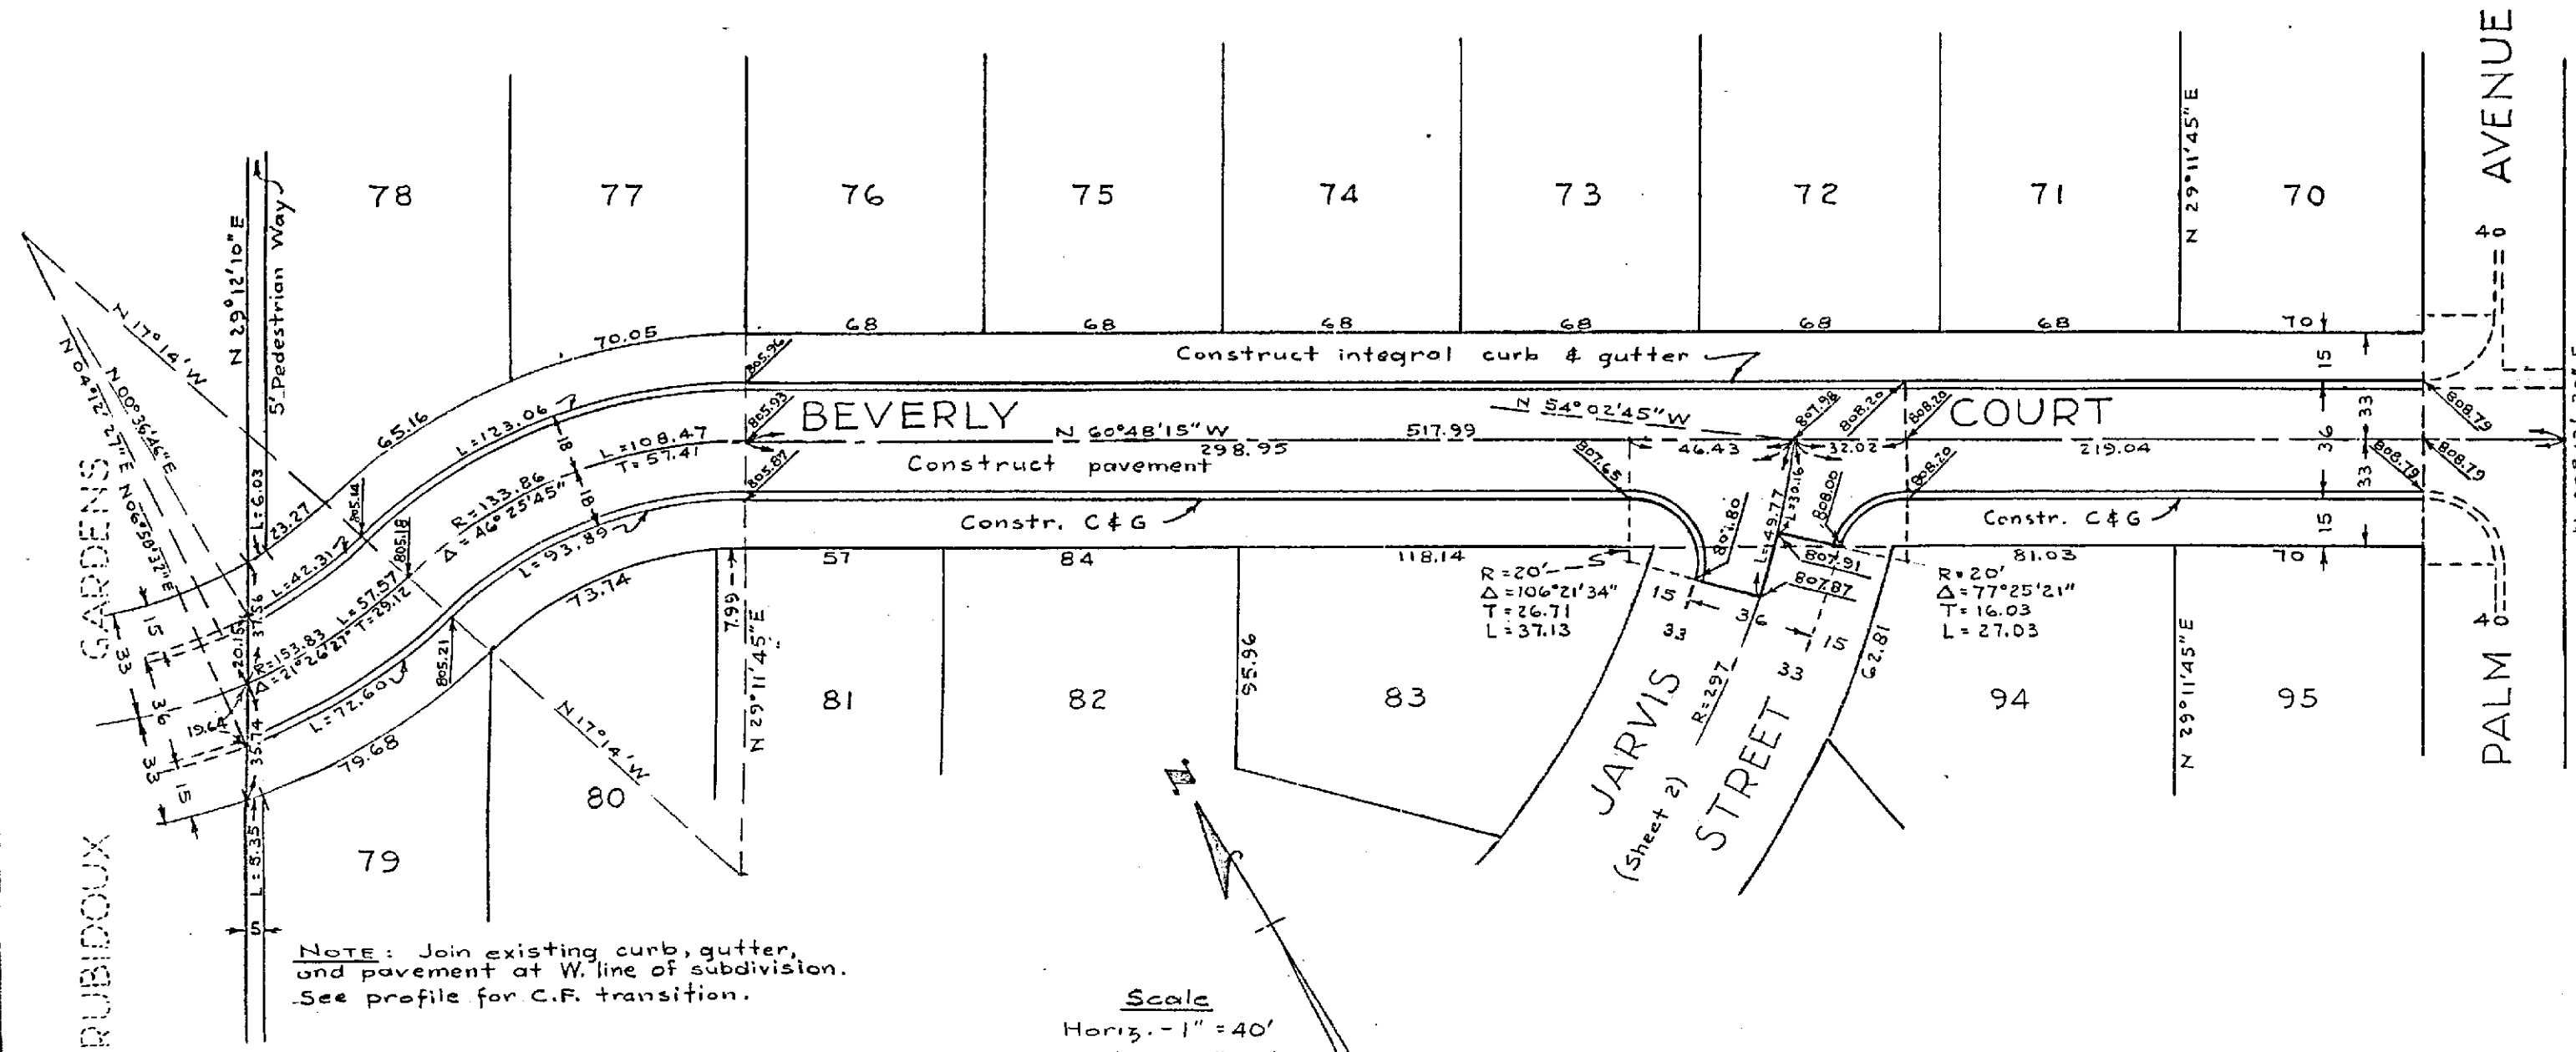 AVENUE
40
N 29°11'45"E
78
77
76
75
74
73
72
71
70
N 29°12'10"E
5' Pedestrian Way
N 17°14' W
N 00°36'46"E
N 04°12'27"E
N 06°58'32"E
L=6.03
23.27
65.16
70.05
68
68
68
68
68
68
70
15
Construct integral curb & gutter
805.96
805.93
805.87
BEVERLY
COURT
N 54°02'45"W
807.98
808.20
808.20
808.79
33
36
33
N 60°48'15"W
298.95
517.99
46.43
32.02
219.04
808.79
808.79
Construct pavement
807.65
808.20
L=123.06
18
L=108.47
T=57.41
R=133.86
Δ=46°25'45"
18
805.14
805.18
L=42.31
L=57.57
T=29.12
R=153.83
Δ=21°26'27"
L=93.89
73.74
805.21
L=72.60
79.68
37.56
20.15
19.64
35.74
L=5.35
5
15
33
36
33
15
GARDENS
RUBIDOUX
Constr. C & G
Constr. C & G
15
57
84
118.14
5
81.03
70
7.99
N 29°11'45"E
N 17°14' W
95.96
R=20'
Δ=106°21'34"
T=26.71
L=37.13
807.80
L=49.77
L=30.16
808.00
807.91
807.87
15
36
15
33
33
R=297
62.81
R=20'
Δ=77°25'21"
T=16.03
L=27.03
N 29°11'45"E
40
PALM
79
80
81
82
83
94
95
JARVIS
STREET
(Sheet 2)
NOTE: Join existing curb, gutter,
and pavement at W. line of subdivision.
See profile for C.F. transition.
Scale
Horiz. - 1" = 40'